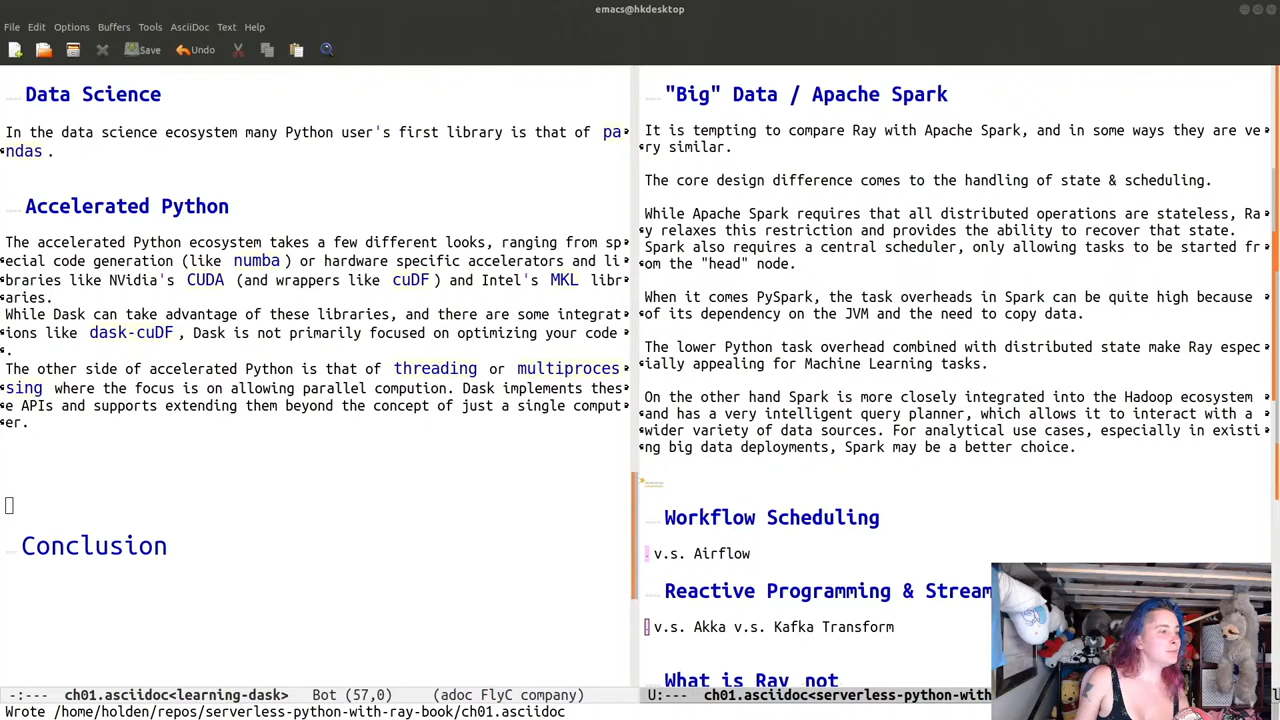 emacs@hkdesktop
File Edit Options Buffers Tools AsciiDoc Text Help
Save Undo
Data Science
In the data science ecosystem many Python user's first library is that of pa
ndas.
Accelerated Python
The accelerated Python ecosystem takes a few different looks, ranging from sp
ecial code generation (like numba) or hardware specific accelerators and li
braries like NVidia's CUDA (and wrappers like cuDF) and Intel's MKL libr
aries.
While Dask can take advantage of these libraries, and there are some integrat
ions like dask-cuDF, Dask is not primarily focused on optimizing your code
.
The other side of accelerated Python is that of threading or multiproces
sing where the focus is on allowing parallel compution. Dask implements thes
e APIs and supports extending them beyond the concept of just a single comput
er.
Conclusion
-:--- ch01.asciidoc<learning-dask> Bot (57,0) (adoc FlyC company)
"Big" Data / Apache Spark
It is tempting to compare Ray with Apache Spark, and in some ways they are ve
ry similar.
The core design difference comes to the handling of state & scheduling.
While Apache Spark requires that all distributed operations are stateless, Ra
y relaxes this restriction and provides the ability to recover that state.
Spark also requires a central scheduler, only allowing tasks to be started fr
om the "head" node.
When it comes PySpark, the task overheads in Spark can be quite high because
of its dependency on the JVM and the need to copy data.
The lower Python task overhead combined with distributed state make Ray espec
ially appealing for Machine Learning tasks.
On the other hand Spark is more closely integrated into the Hadoop ecosystem
and has a very intelligent query planner, which allows it to interact with a
wider variety of data sources. For analytical use cases, especially in existi
ng big data deployments, Spark may be a better choice.
Workflow Scheduling
v.s. Airflow
Reactive Programming & Stream
v.s. Akka v.s. Kafka Transform
What is Ray not
U:--- ch01.asciidoc<serverless-python-with
Wrote /home/holden/repos/serverless-python-with-ray-book/ch01.asciidoc